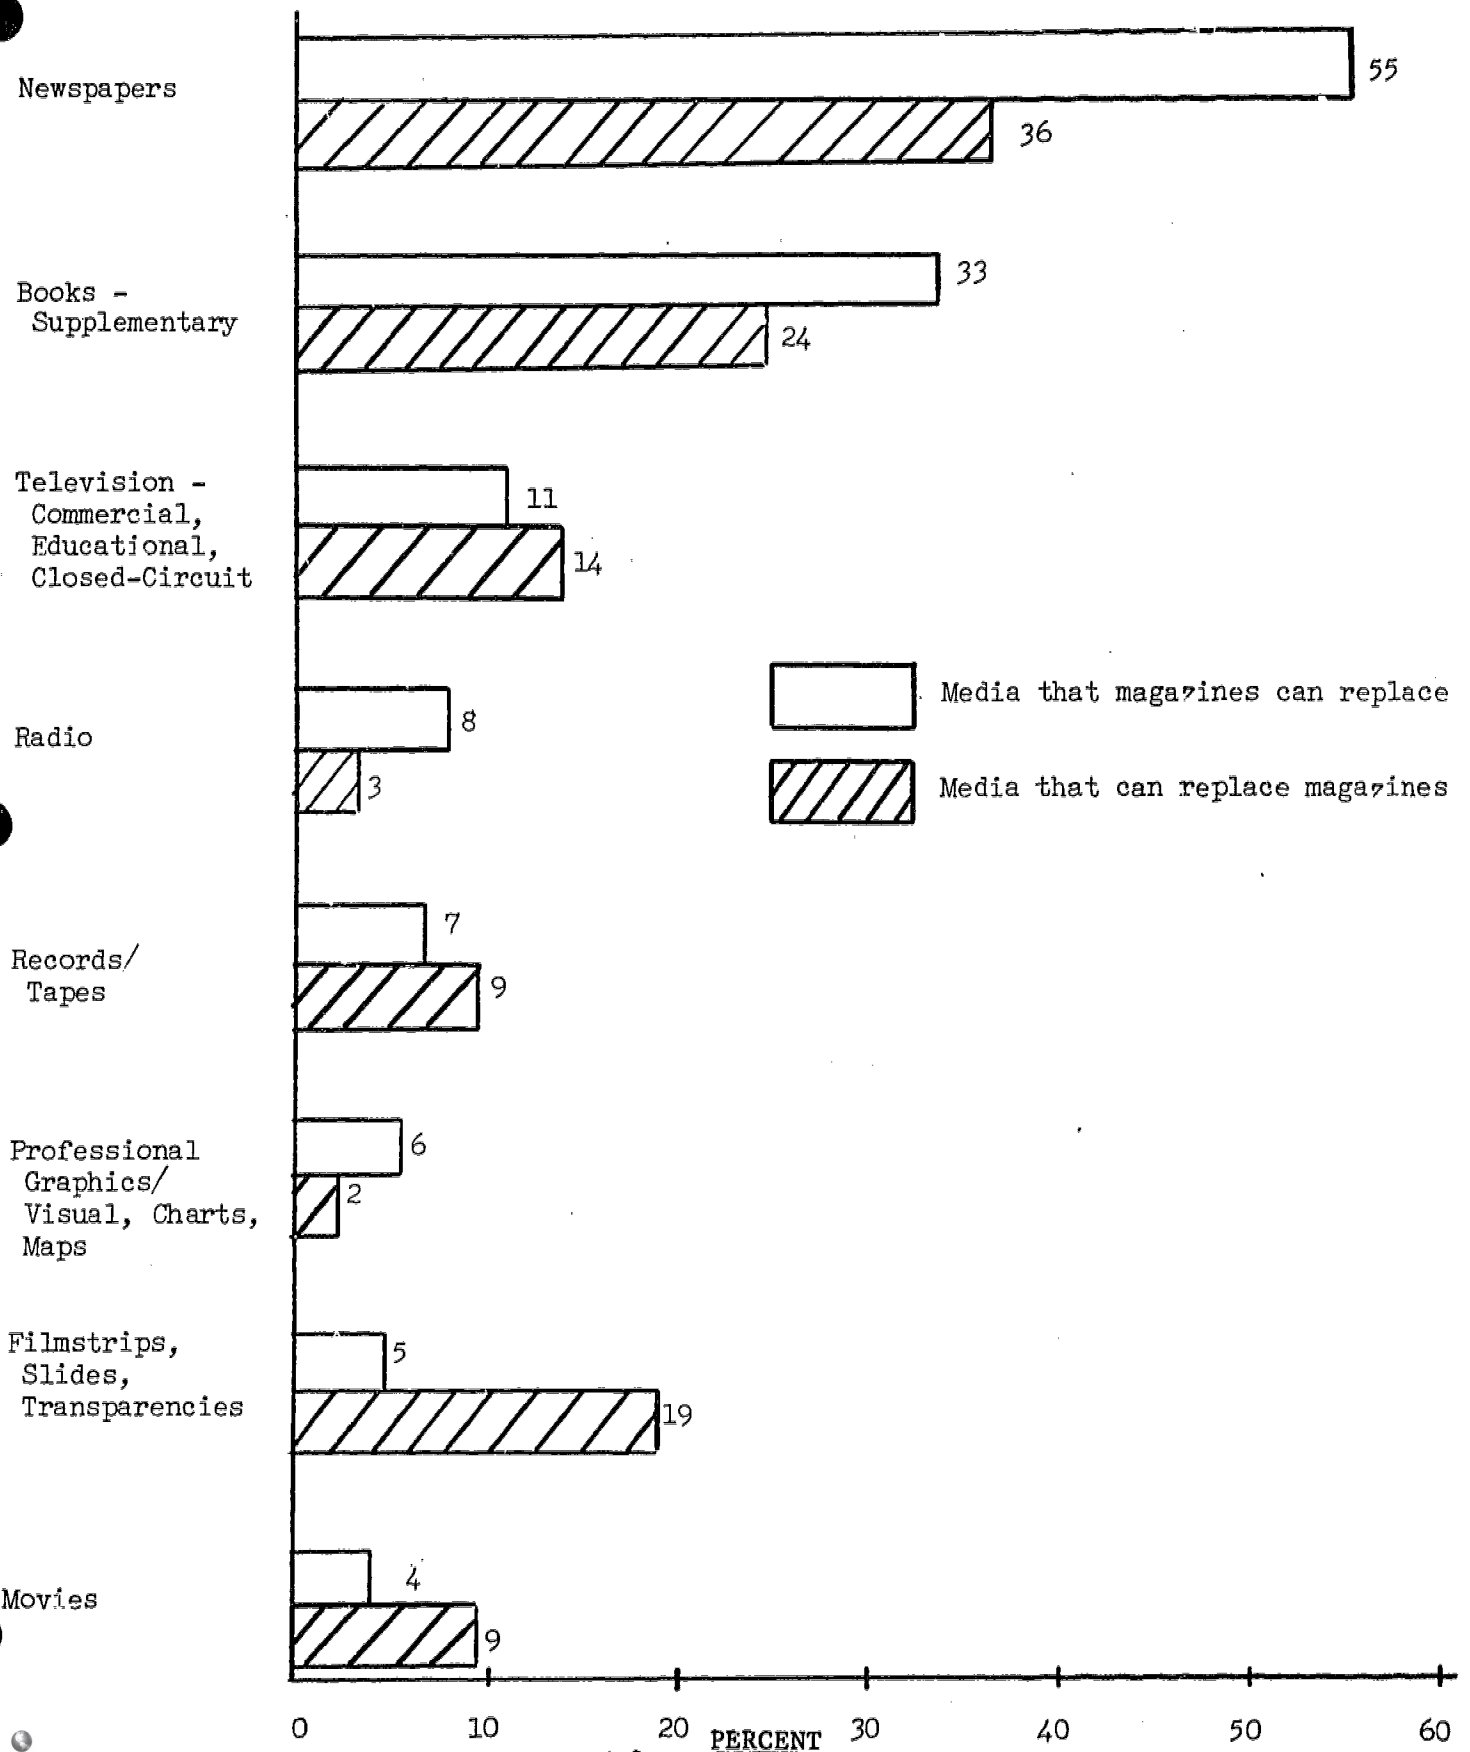 55
Newspapers
36
33
Books -
Supplementary
24
Television -
Commercial,
Educational,
Closed-Circuit
11
14
Media that magazines can replace
Radio
8
3
Media that can replace magazines
7
Records/
Tapes
9
Professional
Graphics/
Visual, Charts,
Maps
6
2
Filmstrips,
Slides,
Transparencies
5
19
4
Movies
9
0 10 20 30 40 50 60
PERCENT